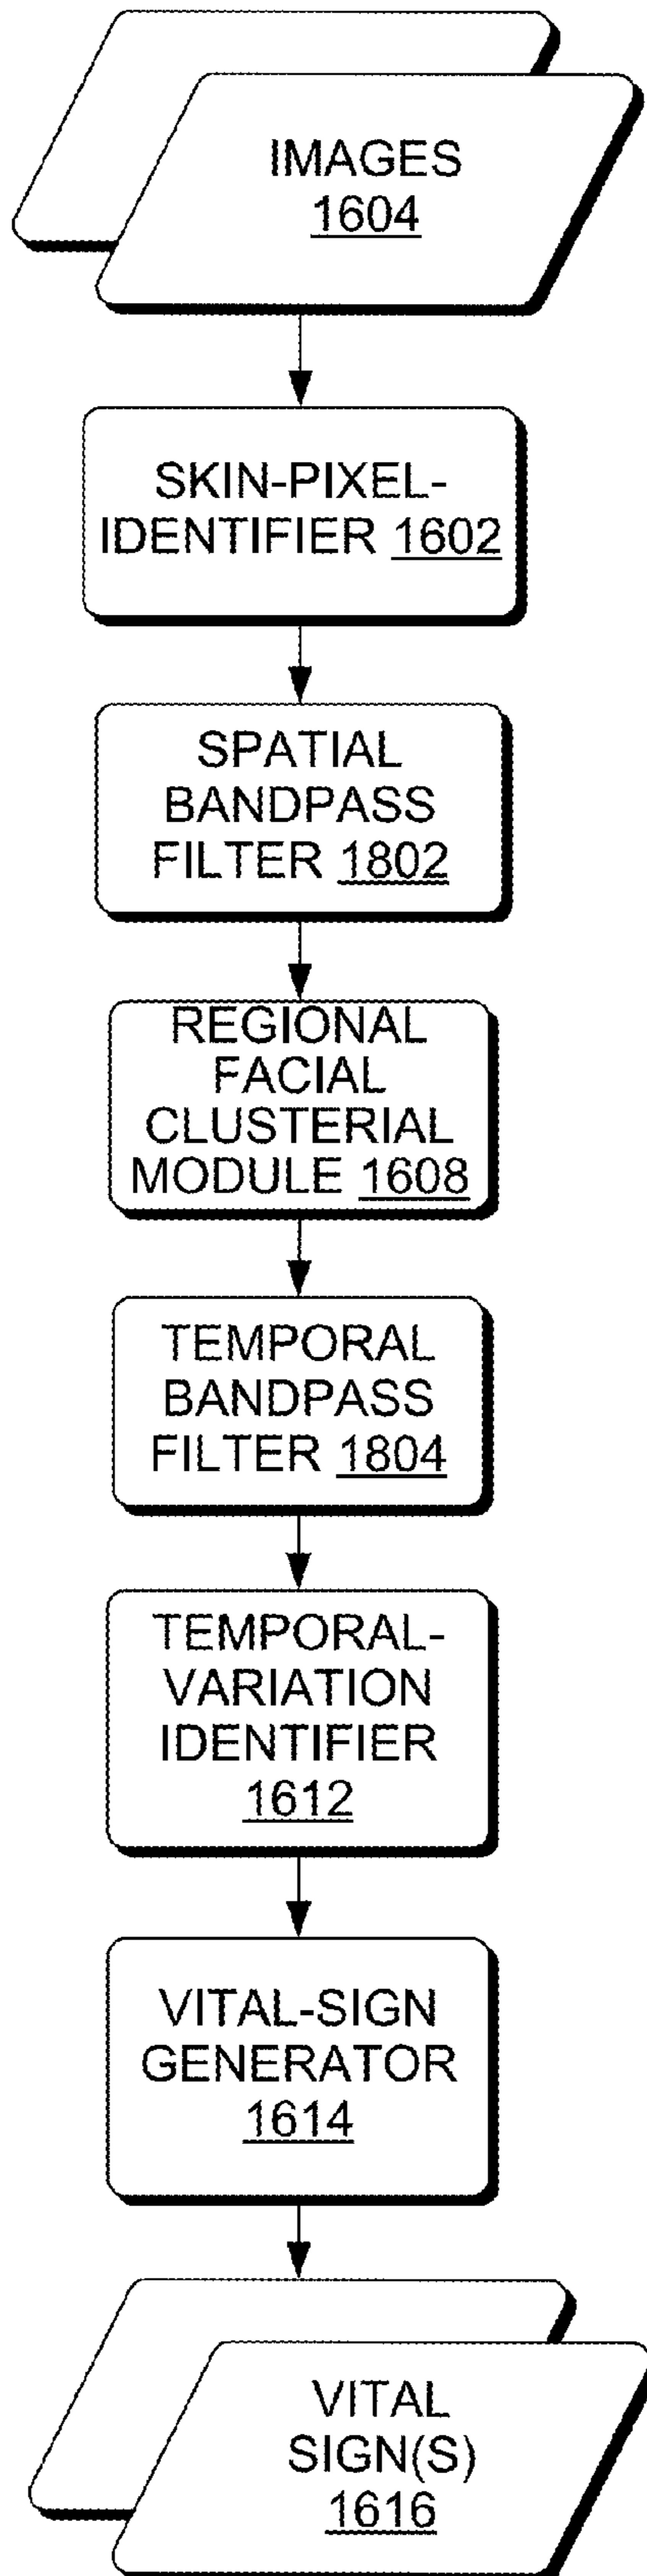 IMAGES
1604
SKIN-PIXEL-
IDENTIFIER 1602
SPATIAL
BANDPASS
FILTER 1802
REGIONAL
FACIAL
CLUSTERIAL
MODULE 1608
TEMPORAL
BANDPASS
FILTER 1804
TEMPORAL-
VARIATION
IDENTIFIER
1612
VITAL-SIGN
GENERATOR
1614
VITAL
SIGN(S)
1616